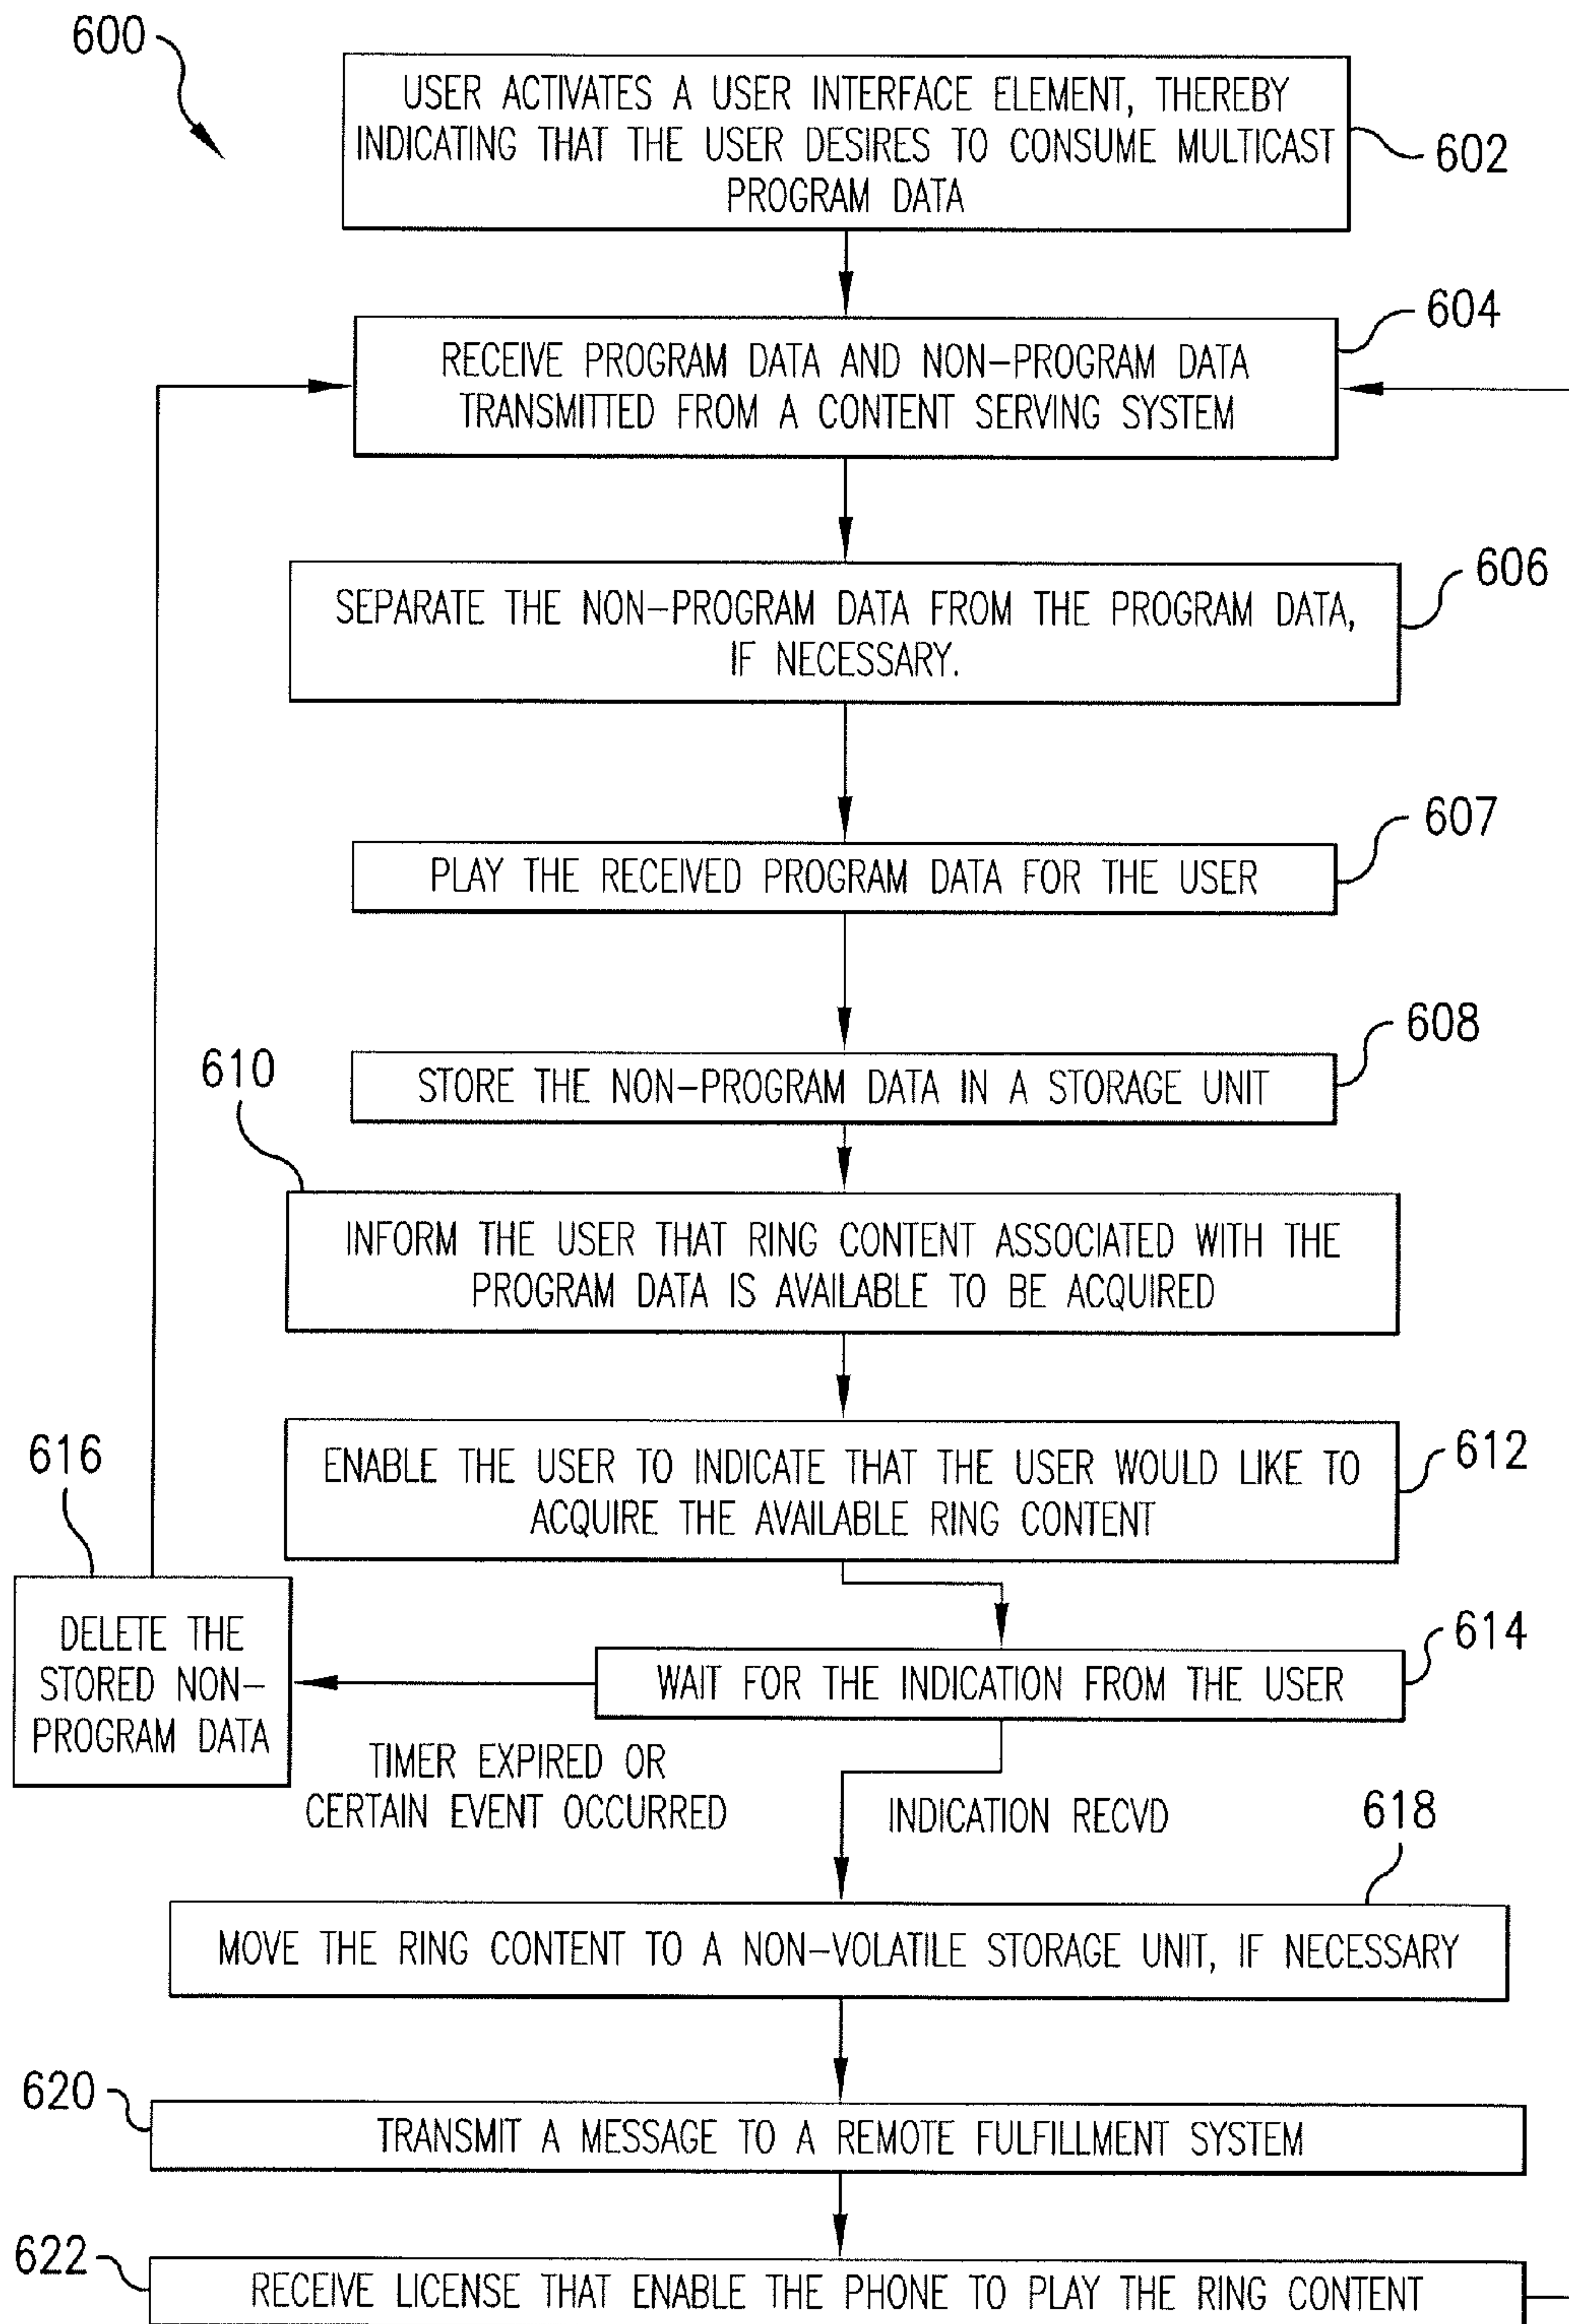 600
USER ACTIVATES A USER INTERFACE ELEMENT, THEREBY
INDICATING THAT THE USER DESIRES TO CONSUME MULTICAST
PROGRAM DATA
602
604
RECEIVE PROGRAM DATA AND NON-PROGRAM DATA
TRANSMITTED FROM A CONTENT SERVING SYSTEM
606
SEPARATE THE NON-PROGRAM DATA FROM THE PROGRAM DATA,
IF NECESSARY.
607
PLAY THE RECEIVED PROGRAM DATA FOR THE USER
608
STORE THE NON-PROGRAM DATA IN A STORAGE UNIT
610
INFORM THE USER THAT RING CONTENT ASSOCIATED WITH THE
PROGRAM DATA IS AVAILABLE TO BE ACQUIRED
612
ENABLE THE USER TO INDICATE THAT THE USER WOULD LIKE TO
ACQUIRE THE AVAILABLE RING CONTENT
616
DELETE THE
STORED NON-
PROGRAM DATA
614
WAIT FOR THE INDICATION FROM THE USER
TIMER EXPIRED OR
CERTAIN EVENT OCCURRED
INDICATION RECVD
618
MOVE THE RING CONTENT TO A NON-VOLATILE STORAGE UNIT, IF NECESSARY
620
TRANSMIT A MESSAGE TO A REMOTE FULFILLMENT SYSTEM
622
RECEIVE LICENSE THAT ENABLE THE PHONE TO PLAY THE RING CONTENT